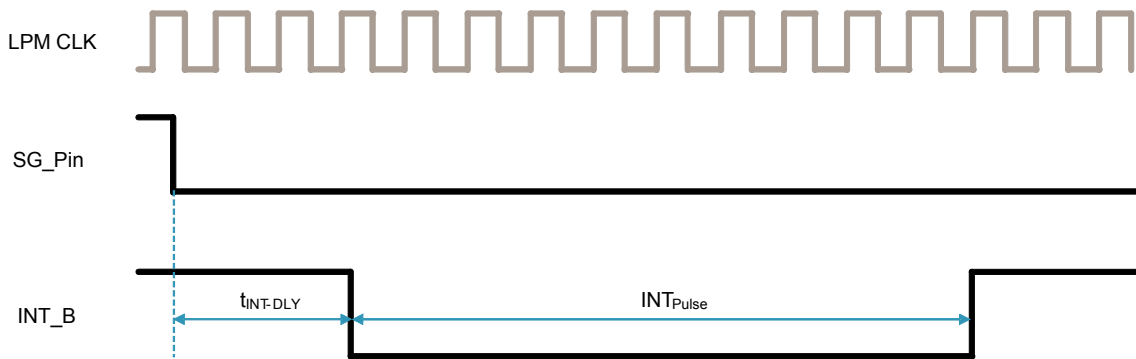 LPM CLK
SG_Pin
tINT-DLY
INTPulse
INT_B